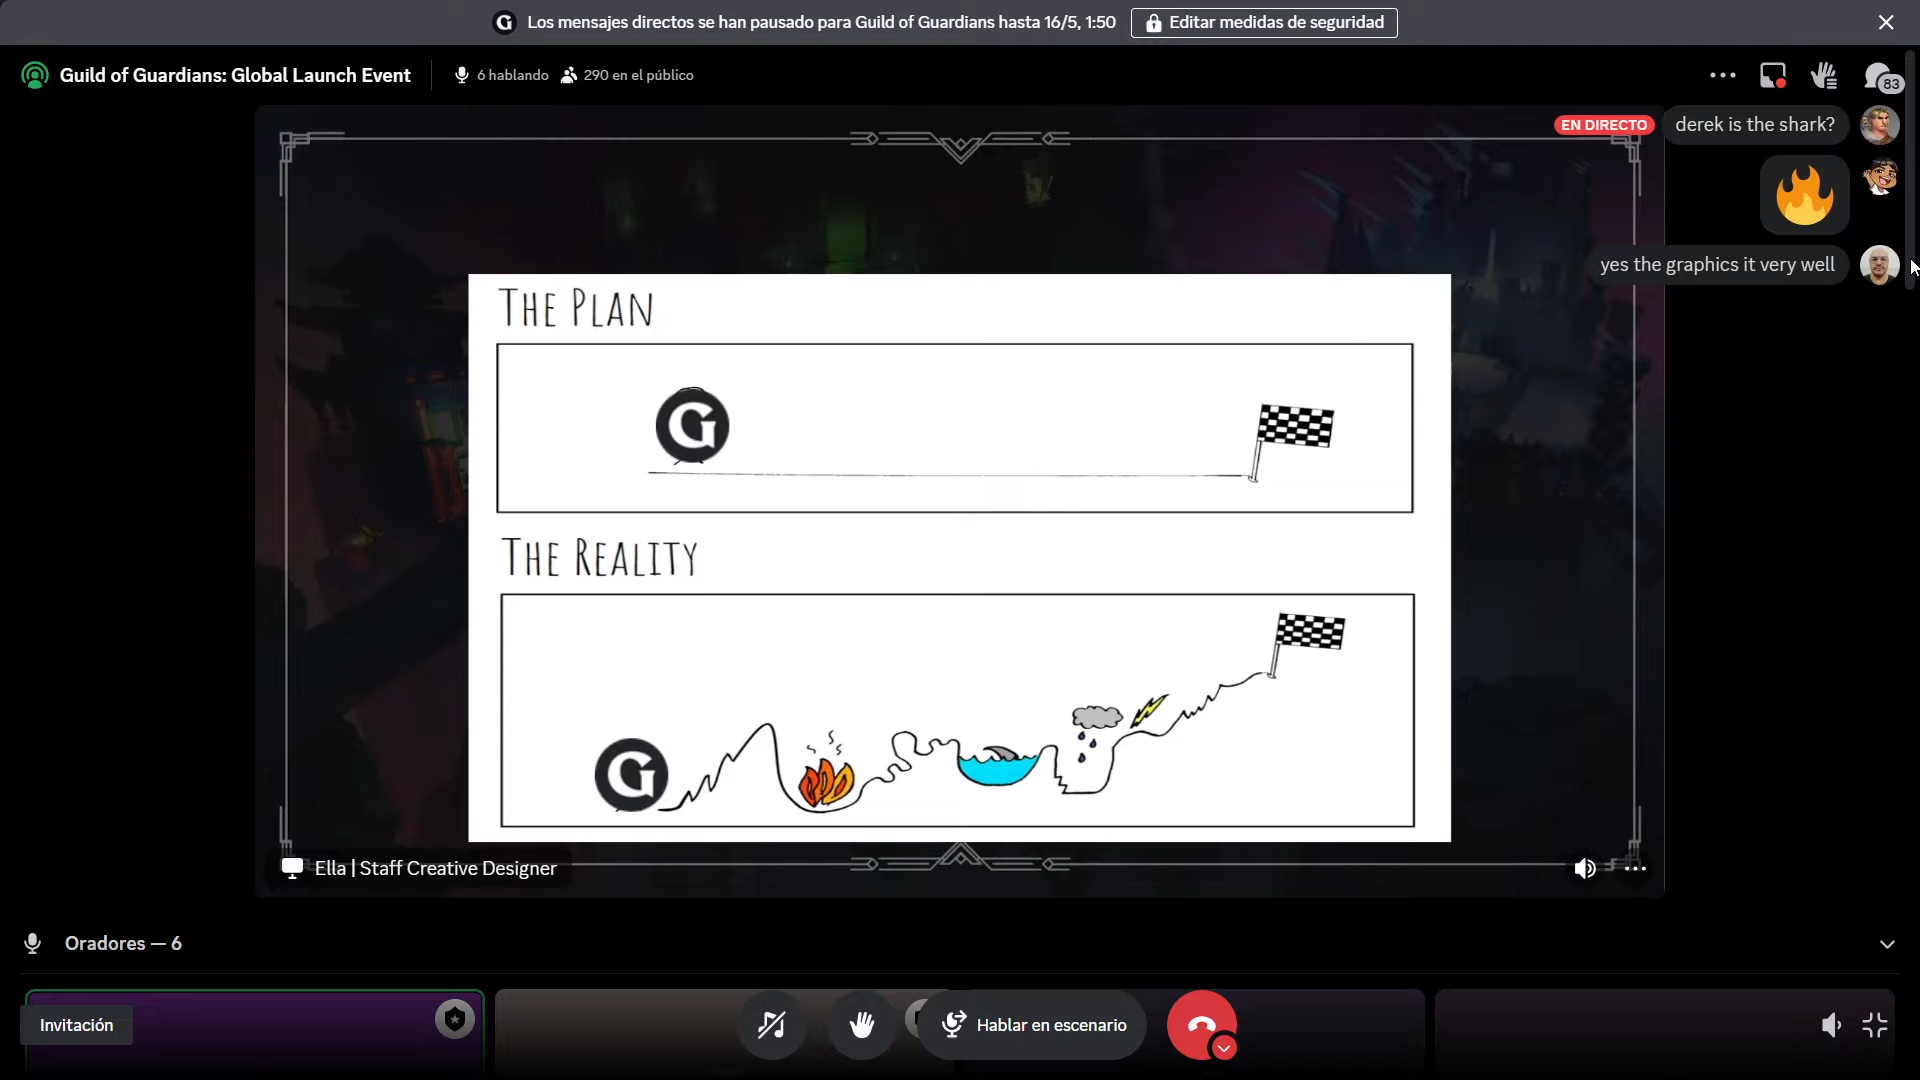 Los mensajes directos se han pausado para Guild of Guardians hasta 16/5, 1:50
Editar medidas de seguridad
Guild of Guardians: Global Launch Event
6 hablando
290 en el público
83
EN DIRECTO
derek is the shark?
yes the graphics it very well
THE PLAN
G
THE REALITY
G
Ella | Staff Creative Designer
Oradores — 6
Invitación
Hablar en escenario